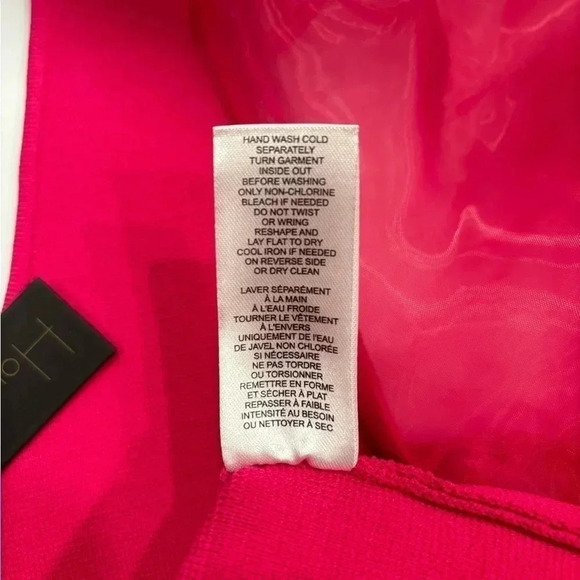 HAND WASH COLD
SEPARATELY
TURN GARMENT
INSIDE OUT
BEFORE WASHING
ONLY NON-CHLORINE
BLEACH IF NEEDED
DO NOT TWIST
OR WRING
RESHAPE AND
LAY FLAT TO DRY
COOL IRON IF NEEDED
ON REVERSE SIDE
OR DRY CLEAN
LAVER SÉPARÉMENT
À LA MAIN
À L'EAU FROIDE
TOURNER LE VÊTEMENT
À L'ENVERS
UNIQUEMENT DE L'EAU
DE JAVEL NON CHLORÉE
SI NÉCESSAIRE
NE PAS TORDRE
OU TORSIONNER
REMETTRE EN FORME
ET SÉCHER À PLAT
REPASSER À FAIBLE
INTENSITÉ AU BESOIN
OU NETTOYER À SEC